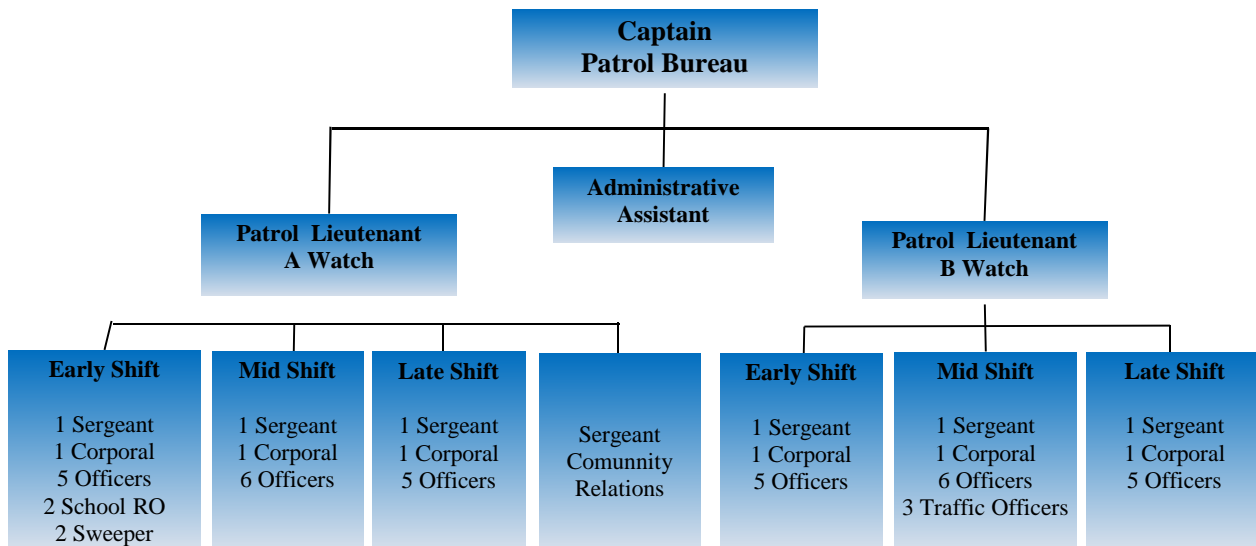 Captain
Patrol Bureau
Administrative
Assistant
Patrol Lieutenant
A Watch
Patrol Lieutenant
B Watch
Early Shift
1 Sergeant
1 Corporal
5 Officers
2 School RO
2 Sweeper
Mid Shift
1 Sergeant
1 Corporal
6 Officers
Late Shift
1 Sergeant
1 Corporal
5 Officers
Sergeant
Comunnity
Relations
Early Shift
1 Sergeant
1 Corporal
5 Officers
Mid Shift
1 Sergeant
1 Corporal
6 Officers
3 Traffic Officers
Late Shift
1 Sergeant
1 Corporal
5 Officers